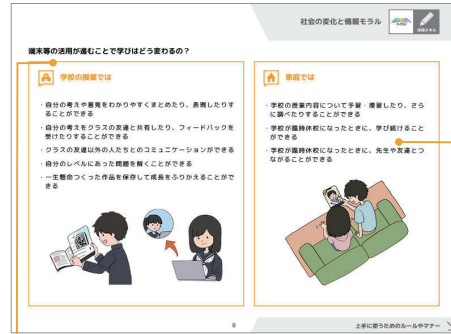 社会の変化と情報モラル
端末等の活用が進むことで学びはどう変わるの？
学校の授業では
・自分の考えや意見をわかりやすくまとめたり、表現したりす
ることができる
・自分の考えをクラスの友達と共有したり、フィードバックを
受けたりすることができる
・クラスの友達以外の人たちとのコミュニケーションができる
・自分のレベルにあった問題を解くことができる
・一生懸命つくった作品を保存して成長をふりかえることがで
きる
家庭では
・学校の授業内容について予習・復習したり、さら
に調べたりすることができる
・学校が臨時休校になったときに、学び続けること
ができる
・学校が臨時休校になったときに、先生や友達とつ
ながることができる
8
上手に使うためのルールやマナー